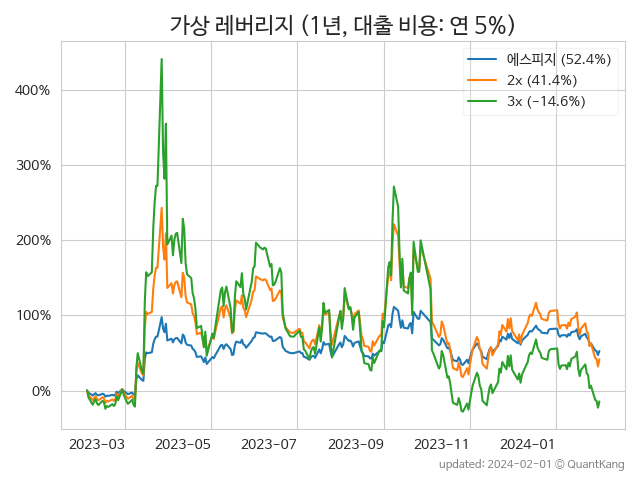 가상 레버리지 (1년, 대출 비용: 연 5%)
에스피지 (52.4%)
2x (41.4%)
3x (-14.6%)
400%
300%
200%
100%
0%
2023-03 2023-05 2023-07 2023-09 2023-11 2024-01
updated: 2024-02-01 © QuantKang